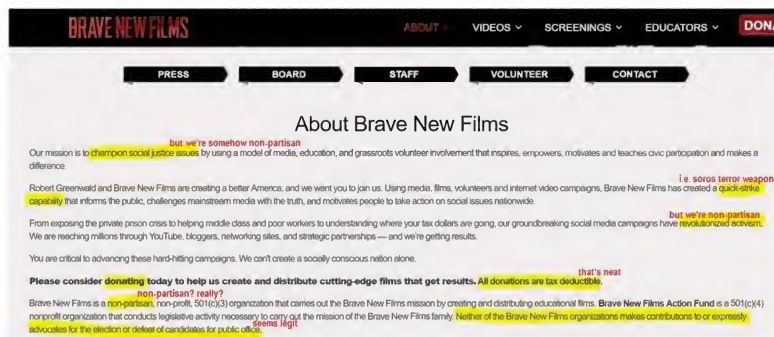 BRAVE NEW FILMS
ABOUT VIDEOS SCREENINGS EDUCATORS DONA
PRESS BOARD STAFF VOLUNTEER CONTACT
About Brave New Films
but we're somehow non-partisan
Our mission is to champion social justice issues by using a model of media, education, and grassroots volunteer involvement that inspires, empowers, motivates and teaches civic participation and makes a
difference.
i.e. soros terror weapon
Robert Greenwald and Brave New Films are creating a better America, and we want you to join us. Using media, films, volunteers and internet video campaigns, Brave New Films has created a quick-strike
capability that informs the public, challenges mainstream media with the truth, and motivates people to take action on social issues nationwide.
but we're non-partisan
From exposing the private prison crisis to helping middle class and poor workers to understanding where your tax dollars are going, our groundbreaking social media campaigns have revolutionized activism.
We are reaching millions through YouTube, bloggers, networking sites, and strategic partnerships — and we're getting results.
You are critical to advancing these hard-hitting campaigns. We can't create a socially conscious nation alone.
that's neat
Please consider donating today to help us create and distribute cutting-edge films that get results. All donations are tax deductible.
non-partisan? really?
Brave New Films is a non-partisan, non-profit, 501(c)(3) organization that carries out the Brave New Films mission by creating and distributing educational films. Brave New Films Action Fund is a 501(c)(4)
nonprofit organization that conducts legislative activity necessary to carry out the mission of the Brave New Films family. Neither of the Brave New Films organizations makes contributions to or expressly
advocates for the election or defeat of candidates for public office.
seems legit